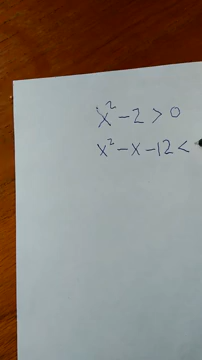 x² - 2 > 0
x² - x - 12 <